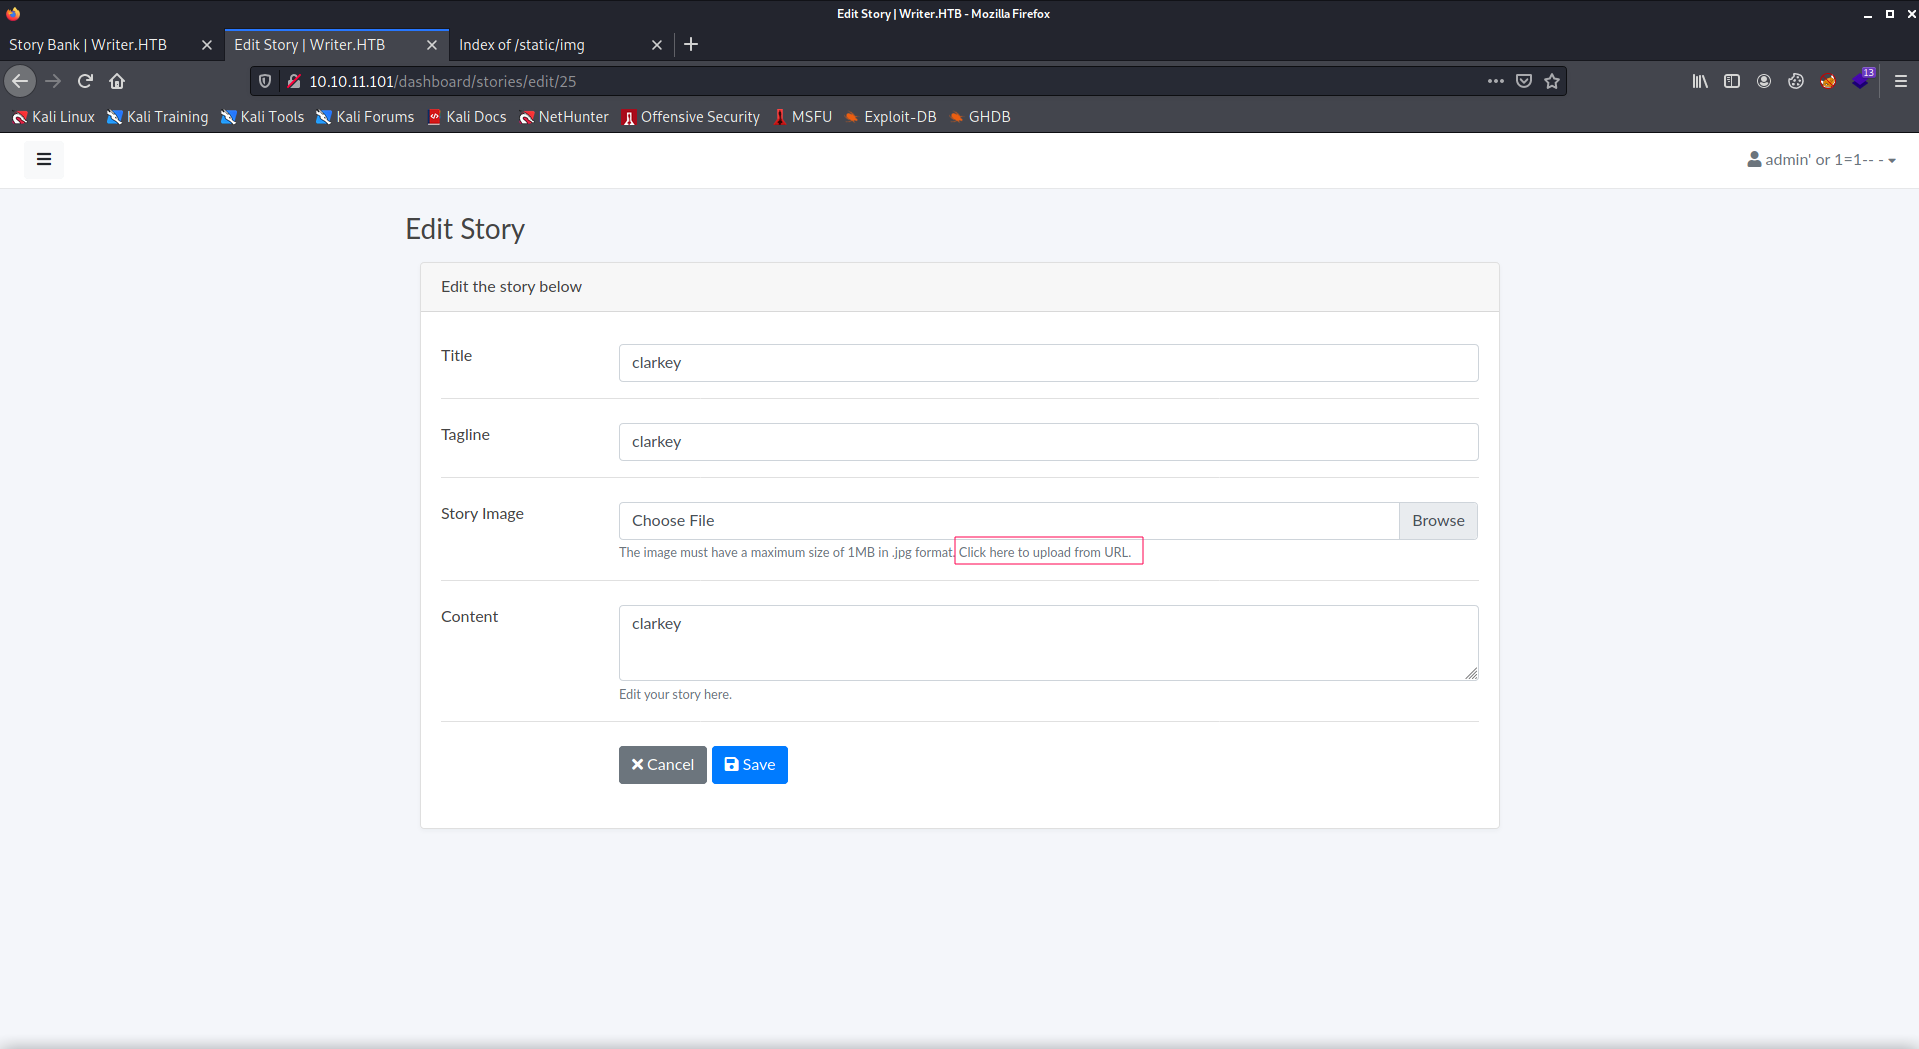 Edit Story | Writer.HTB - Mozilla Firefox
Story Bank | Writer.HTB
Edit Story | Writer.HTB
Index of /static/img
10.10.11.101/dashboard/stories/edit/25
13
Kali Linux
Kali Training
Kali Tools
Kali Forums
Kali Docs
NetHunter
Offensive Security
MSFU
Exploit-DB
GHDB
admin' or 1=1-- -
Edit Story
Edit the story below
Title
clarkey
Tagline
clarkey
Story Image
Choose File
Browse
The image must have a maximum size of 1MB in .jpg format. Click here to upload from URL.
Content
clarkey
Edit your story here.
Cancel
Save